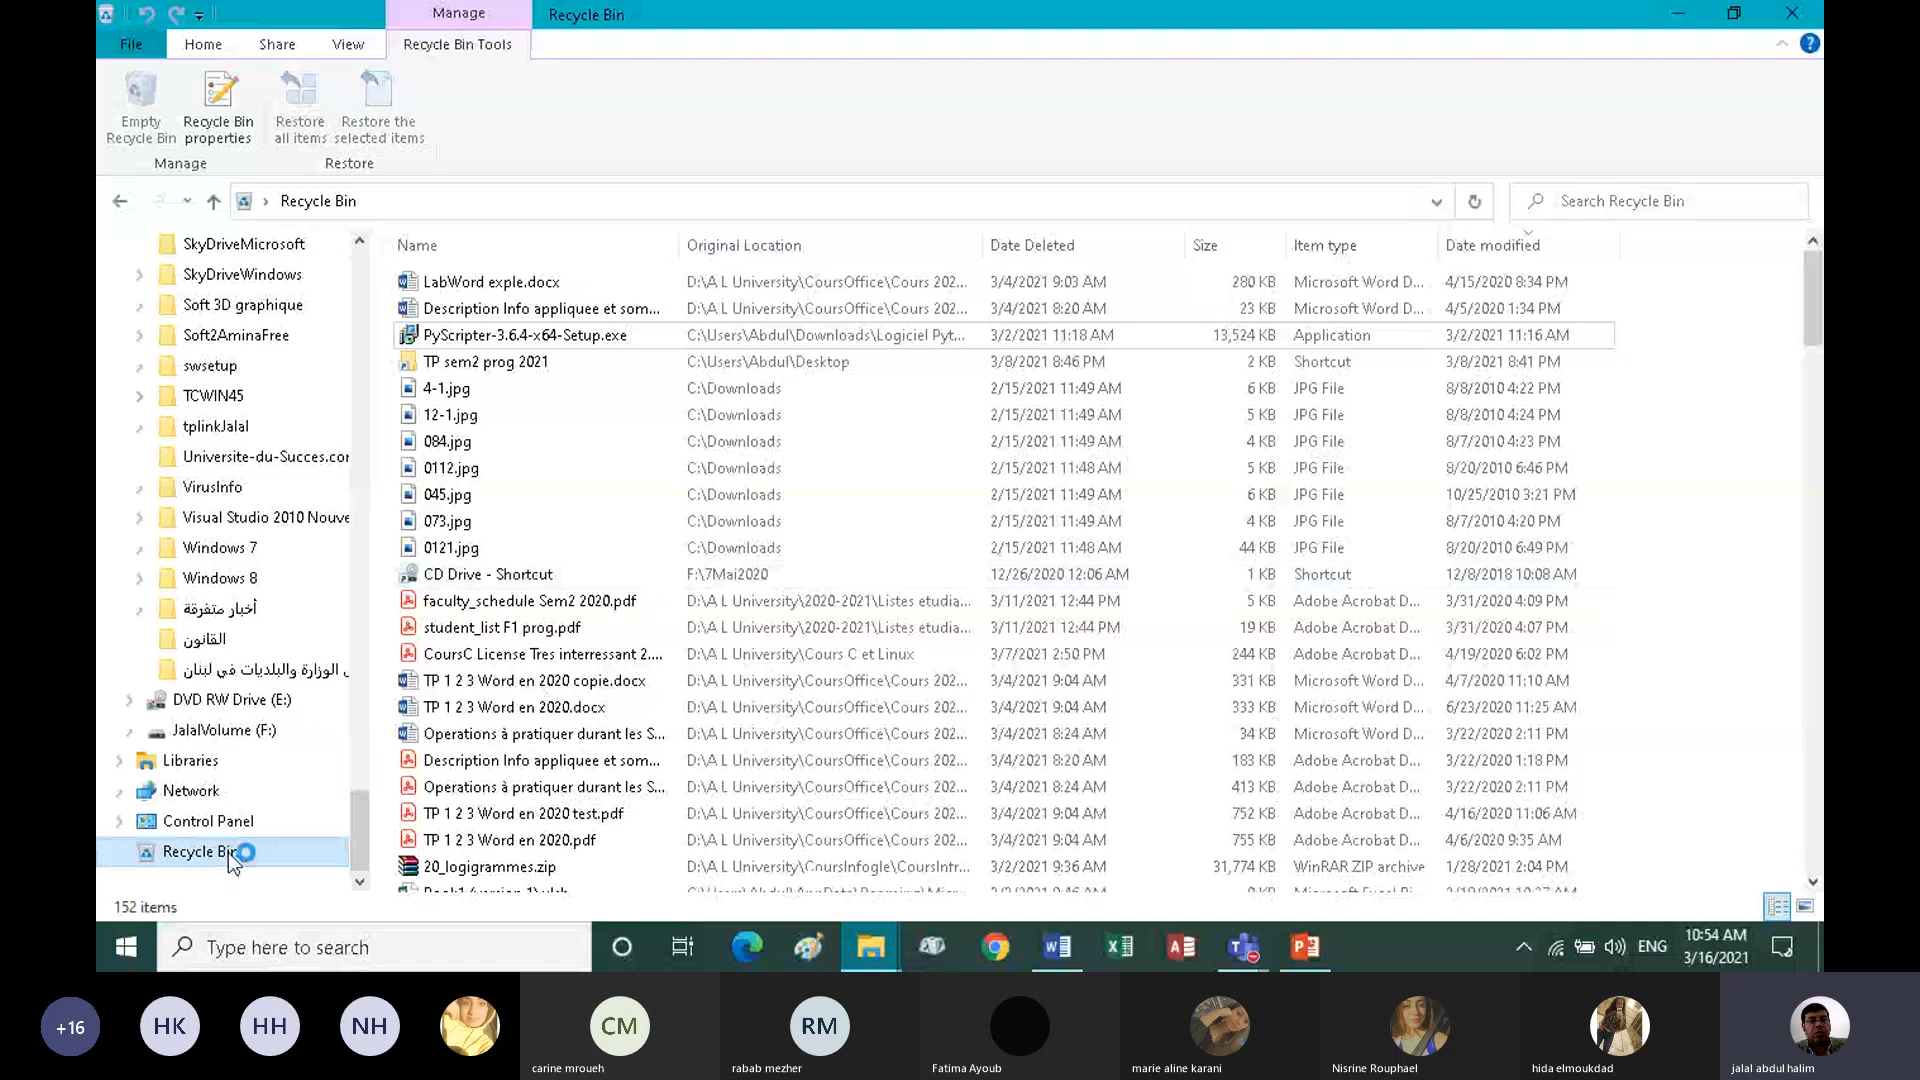 Manage
Recycle Bin
File
Home
Share
View
Recycle Bin Tools
Empty
Recycle Bin
Recycle Bin
properties
Restore
all items
Restore the
selected items
Manage
Restore
Recycle Bin
Search Recycle Bin
SkyDriveMicrosoft
SkyDriveWindows
Soft 3D graphique
Soft2AminaFree
swsetup
TCWIN45
tplinkJalal
Universite-du-Succes.cor
VirusInfo
Visual Studio 2010 Nouve
Windows 7
Windows 8
أخبار متفرقة
القانون
ل الوزارة والبلديات في لبنان
DVD RW Drive (E:)
JalalVolume (F:)
Libraries
Network
Control Panel
Recycle Bin
Name Original Location Date Deleted Size Item type Date modified
LabWord exple.docx D:\A L University\CoursOffice\Cours 202... 3/4/2021 9:03 AM 280 KB Microsoft Word D... 4/15/2020 8:34 PM
Description Info appliquee et som... D:\A L University\CoursOffice\Cours 202... 3/4/2021 8:20 AM 23 KB Microsoft Word D... 4/5/2020 1:34 PM
PyScripter-3.6.4-x64-Setup.exe C:\Users\Abdul\Downloads\Logiciel Pyt... 3/2/2021 11:18 AM 13,524 KB Application 3/2/2021 11:16 AM
TP sem2 prog 2021 C:\Users\Abdul\Desktop 3/8/2021 8:46 PM 2 KB Shortcut 3/8/2021 8:41 PM
4-1.jpg C:\Downloads 2/15/2021 11:49 AM 6 KB JPG File 8/8/2010 4:22 PM
12-1.jpg C:\Downloads 2/15/2021 11:49 AM 5 KB JPG File 8/8/2010 4:24 PM
084.jpg C:\Downloads 2/15/2021 11:49 AM 4 KB JPG File 8/7/2010 4:23 PM
0112.jpg C:\Downloads 2/15/2021 11:48 AM 5 KB JPG File 8/20/2010 6:46 PM
045.jpg C:\Downloads 2/15/2021 11:49 AM 6 KB JPG File 10/25/2010 3:21 PM
073.jpg C:\Downloads 2/15/2021 11:49 AM 4 KB JPG File 8/7/2010 4:20 PM
0121.jpg C:\Downloads 2/15/2021 11:48 AM 44 KB JPG File 8/20/2010 6:49 PM
CD Drive - Shortcut F:\7Mai2020 12/26/2020 12:06 AM 1 KB Shortcut 12/8/2018 10:08 AM
faculty_schedule Sem2 2020.pdf D:\A L University\2020-2021\Listes etudia... 3/11/2021 12:44 PM 5 KB Adobe Acrobat D... 3/31/2020 4:09 PM
student_list F1 prog.pdf D:\A L University\2020-2021\Listes etudia... 3/11/2021 12:44 PM 19 KB Adobe Acrobat D... 3/31/2020 4:07 PM
CoursC License Tres interressant 2.... D:\A L University\Cours C et Linux 3/7/2021 2:50 PM 244 KB Adobe Acrobat D... 4/19/2020 6:02 PM
TP 1 2 3 Word en 2020 copie.docx D:\A L University\CoursOffice\Cours 202... 3/4/2021 9:04 AM 331 KB Microsoft Word D... 4/7/2020 11:10 AM
TP 1 2 3 Word en 2020.docx D:\A L University\CoursOffice\Cours 202... 3/4/2021 9:04 AM 333 KB Microsoft Word D... 6/23/2020 11:25 AM
Operations à pratiquer durant les S... D:\A L University\CoursOffice\Cours 202... 3/4/2021 8:24 AM 34 KB Microsoft Word D... 3/22/2020 2:11 PM
Description Info appliquee et som... D:\A L University\CoursOffice\Cours 202... 3/4/2021 8:20 AM 183 KB Adobe Acrobat D... 3/22/2020 1:18 PM
Operations à pratiquer durant les S... D:\A L University\CoursOffice\Cours 202... 3/4/2021 8:24 AM 413 KB Adobe Acrobat D... 3/22/2020 2:11 PM
TP 1 2 3 Word en 2020 test.pdf D:\A L University\CoursOffice\Cours 202... 3/4/2021 9:04 AM 752 KB Adobe Acrobat D... 4/16/2020 11:06 AM
TP 1 2 3 Word en 2020.pdf D:\A L University\CoursOffice\Cours 202... 3/4/2021 9:04 AM 755 KB Adobe Acrobat D... 4/6/2020 9:35 AM
20_logigrammes.zip D:\A L University\CoursInfogle\CoursIntr... 3/2/2021 9:36 AM 31,774 KB WinRAR ZIP archive 1/28/2021 2:04 PM
152 items
Type here to search
ENG
10:54 AM
3/16/2021
+16
HK
HH
NH
CM
RM
carine mroueh
rabab mezher
Fatima Ayoub
marie aline karani
Nisrine Rouphael
hida elmoukdad
jalal abdul halim